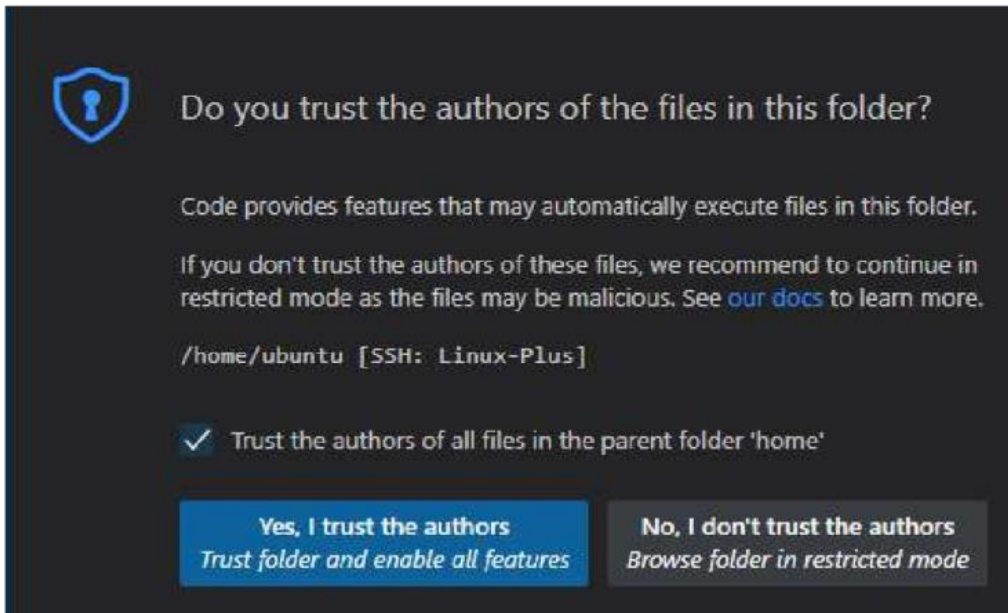 Do you trust the authors of the files in this folder?
Code provides features that may automatically execute files in this folder.
If you don't trust the authors of these files, we recommend to continue in
restricted mode as the files may be malicious. See our docs to learn more.
/home/ubuntu [SSH: Linux-Plus]
Trust the authors of all files in the parent folder 'home'
Yes, I trust the authors
Trust folder and enable all features
No, I don't trust the authors
Browse folder in restricted mode